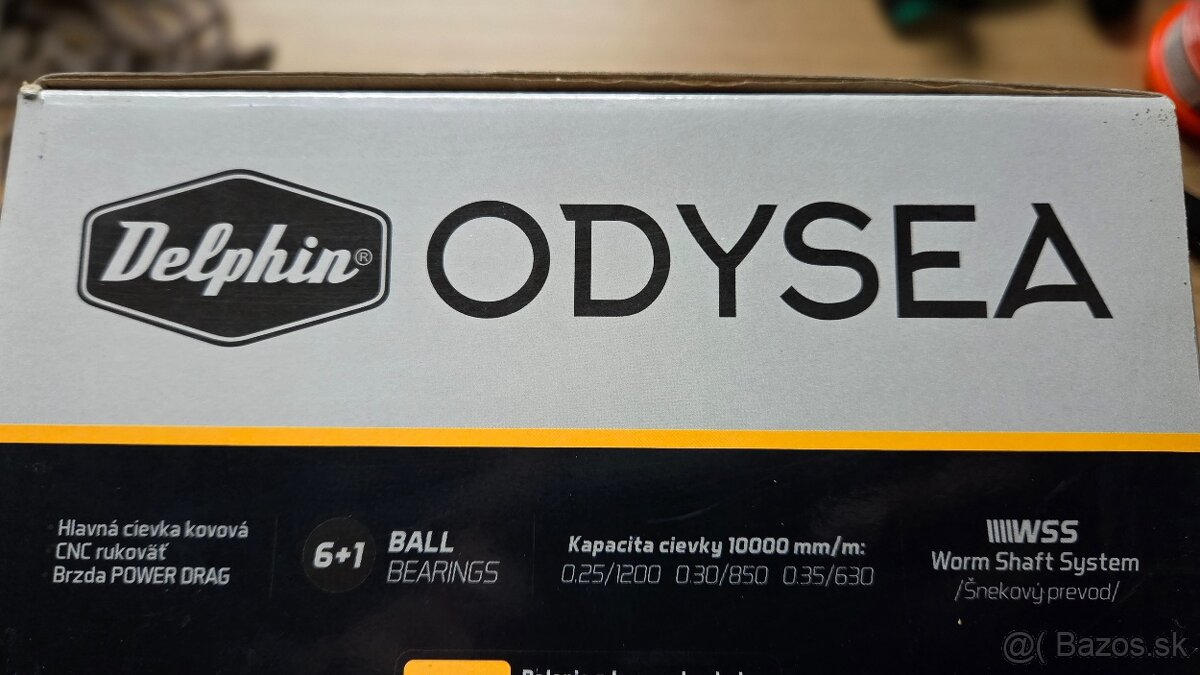 Delphin®
ODYSEA
Hlavná cievka kovová
CNC rukoväť
Brzda POWER DRAG
6+1
BALL
BEARINGS
Kapacita cievky 10000 mm/m:
0.25/1200 0.30/850 0.35/630
WSS
Worm Shaft System
/Šnekový prevod/
@( Bazos.sk